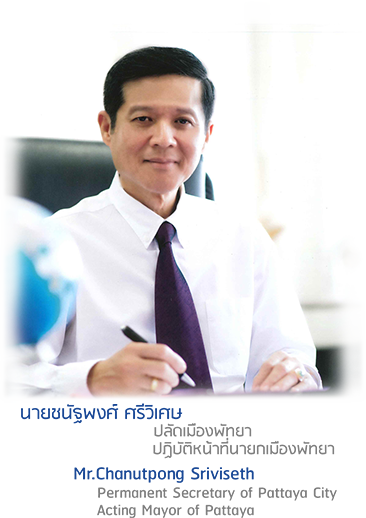 นายชนัฐพงศ์ ศรีวิเศษ
ปลัดเมืองพัทยา
ปฏิบัติหน้าที่นายกเมืองพัทยา
Mr.Chanutpong Sriviseth
Permanent Secretary of Pattaya City
Acting Mayor of Pattaya